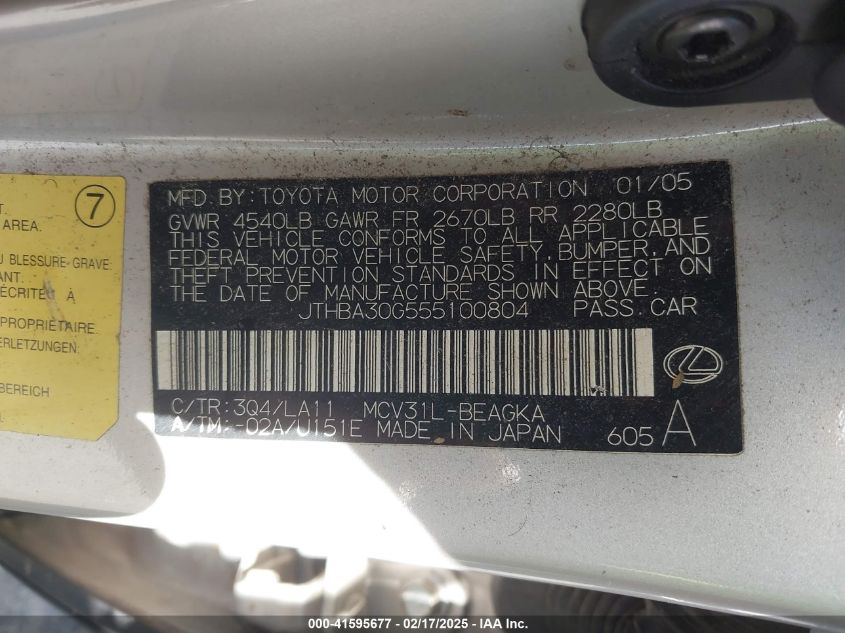 7
T.
AREA.
U BLESSURE GRAVE
ANT.
ÉCRITES À
PROPRIÉTAIRE
ERLETZUNGEN
BEREICH
MFD. BY: TOYOTA MOTOR CORPORATION 01/05
GVWR 4540LB GAWR FR 2670LB RR 2280LB
THIS VEHICLE CONFORMS TO ALL APPLICABLE
FEDERAL MOTOR VEHICLE SAFETY, BUMPER, AND
THEFT PREVENTION STANDARDS IN EFFECT ON
THE DATE OF MANUFACTURE SHOWN ABOVE.
JTHBA30G555100804 PASS. CAR
C/TR: 3Q4/LA11 MCV31L-BEAGKA
A/TM: -02A/U151E MADE IN JAPAN 605 A
000-41595677 - 02/17/2025 - IAA Inc.